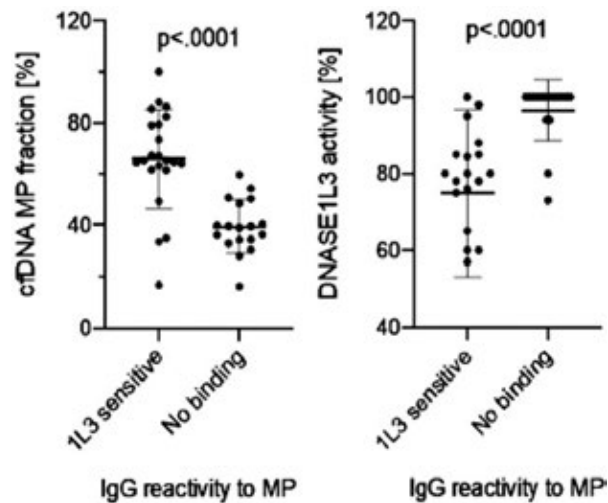 cfDNA MP fraction [%]
120
80
40
0
p<.0001
1L3 sensitive
No binding
IgG reactivity to MP
DNASE1L3 activity [%]
120
100
80
60
40
p<.0001
1L3 sensitive
No binding
IgG reactivity to MP